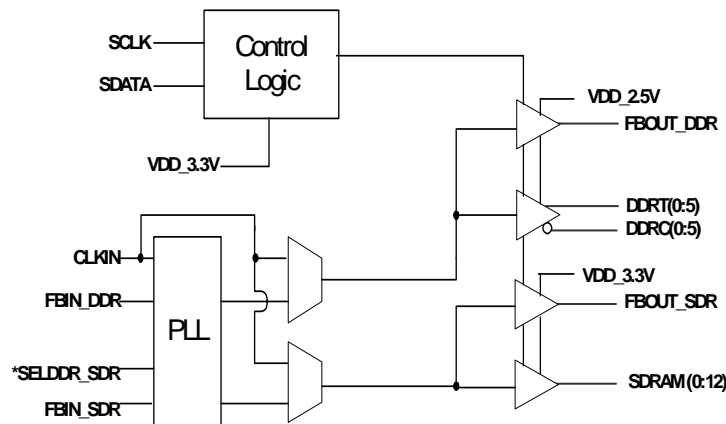 SCLK
SDATA
Control
Logic
VDD_3.3V
VDD_2.5V
FBOUT_DDR
DDRT(0:5)
DDRC(0:5)
CLKIN
FBIN_DDR
*SELDDR_SDR
FBIN_SDR
PLL
VDD_3.3V
FBOUT_SDR
SDRAM(0:12)